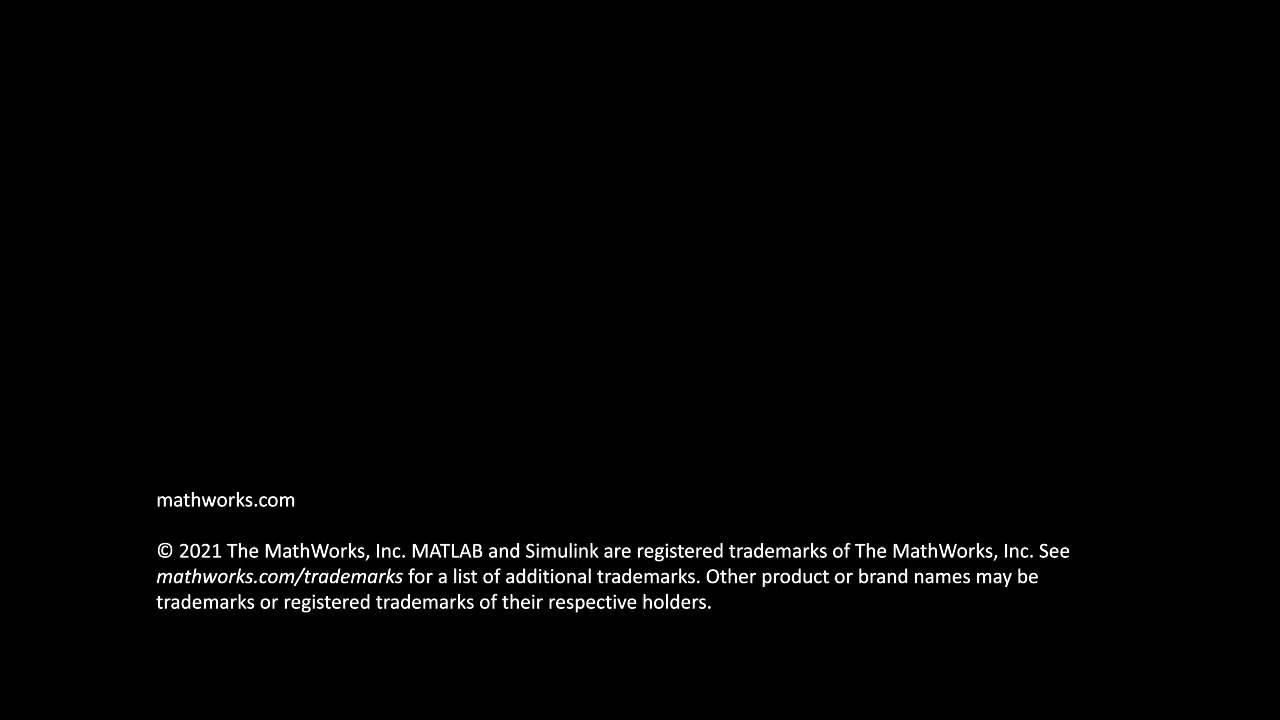 mathworks.com
© 2021 The MathWorks, Inc. MATLAB and Simulink are registered trademarks of The MathWorks, Inc. See
mathworks.com/trademarks for a list of additional trademarks. Other product or brand names may be
trademarks or registered trademarks of their respective holders.